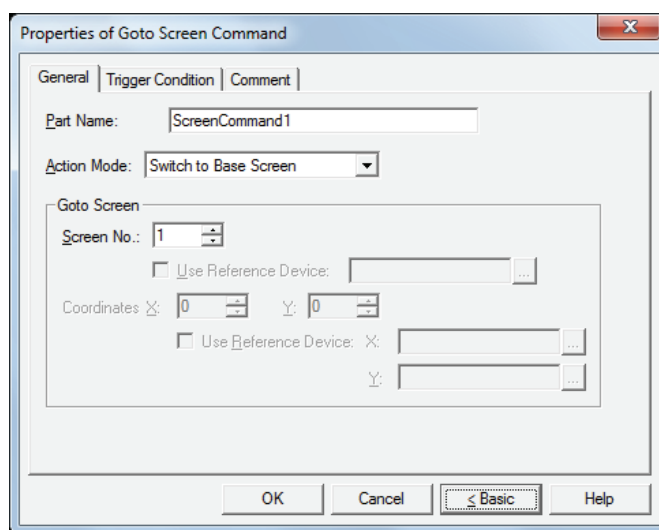 Properties of Goto Screen Command
General Trigger Condition Comment
Part Name: ScreenCommand1
Action Mode: Switch to Base Screen
Goto Screen
Screen No.: 1
Use Reference Device: ...
Coordinates X: 0 Y: 0
Use Reference Device: X: ...
Y: ...
OK Cancel < Basic Help